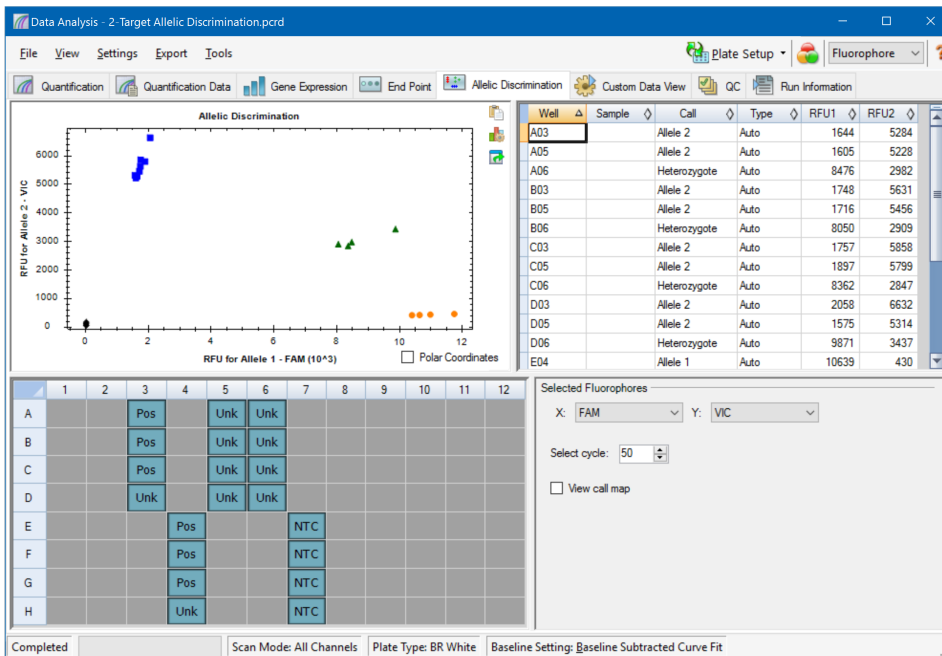 Data Analysis - 2-Target Allelic Discrimination.pcrd
File View Settings Export Tools Plate Setup Fluorophore ?
Quantification Quantification Data Gene Expression End Point Allelic Discrimination Custom Data View QC Run Information
Allelic Discrimination
RFU for Allele 2 - VIC
6000
5000
4000
3000
2000
1000
0
0 2 4 6 8 10 12
RFU for Allele 1 - FAM (10^3)
Polar Coordinates
Well Sample Call Type RFU1 RFU2
A03 Allele 2 Auto 1644 5284
A05 Allele 2 Auto 1605 5228
A06 Heterozygote Auto 8476 2982
B03 Allele 2 Auto 1748 5631
B05 Allele 2 Auto 1716 5456
B06 Heterozygote Auto 8050 2909
C03 Allele 2 Auto 1757 5858
C05 Allele 2 Auto 1897 5799
C06 Heterozygote Auto 8362 2847
D03 Allele 2 Auto 2058 6632
D05 Allele 2 Auto 1575 5314
D06 Heterozygote Auto 9871 3437
E04 Allele 1 Auto 10639 430
1 2 3 4 5 6 7 8 9 10 11 12
A Pos Unk Unk
B Pos Unk Unk
C Pos Unk Unk
D Unk Unk Unk
E Pos NTC
F Pos NTC
G Pos NTC
H Unk NTC
Selected Fluorophores
X: FAM Y: VIC
Select cycle: 50
View call map
Completed Scan Mode: All Channels Plate Type: BR White Baseline Setting: Baseline Subtracted Curve Fit